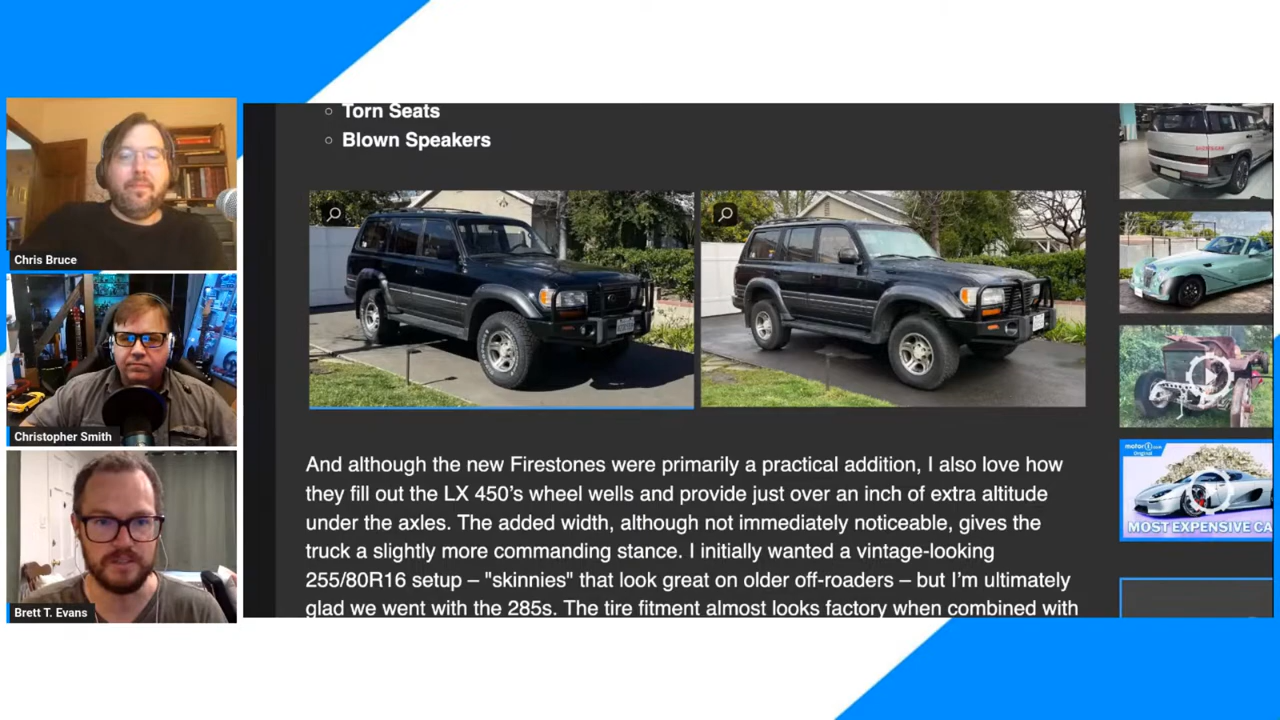 Chris Bruce
Christopher Smith
Brett T. Evans
Torn Seats
Blown Speakers
And although the new Firestones were primarily a practical addition, I also love how
they fill out the LX 450's wheel wells and provide just over an inch of extra altitude
under the axles. The added width, although not immediately noticeable, gives the
truck a slightly more commanding stance. I initially wanted a vintage-looking
255/80R16 setup – "skinnies" that look great on older off-roaders – but I'm ultimately
glad we went with the 285s. The tire fitment almost looks factory when combined with
motor1.com
Original
MOST EXPENSIVE CA